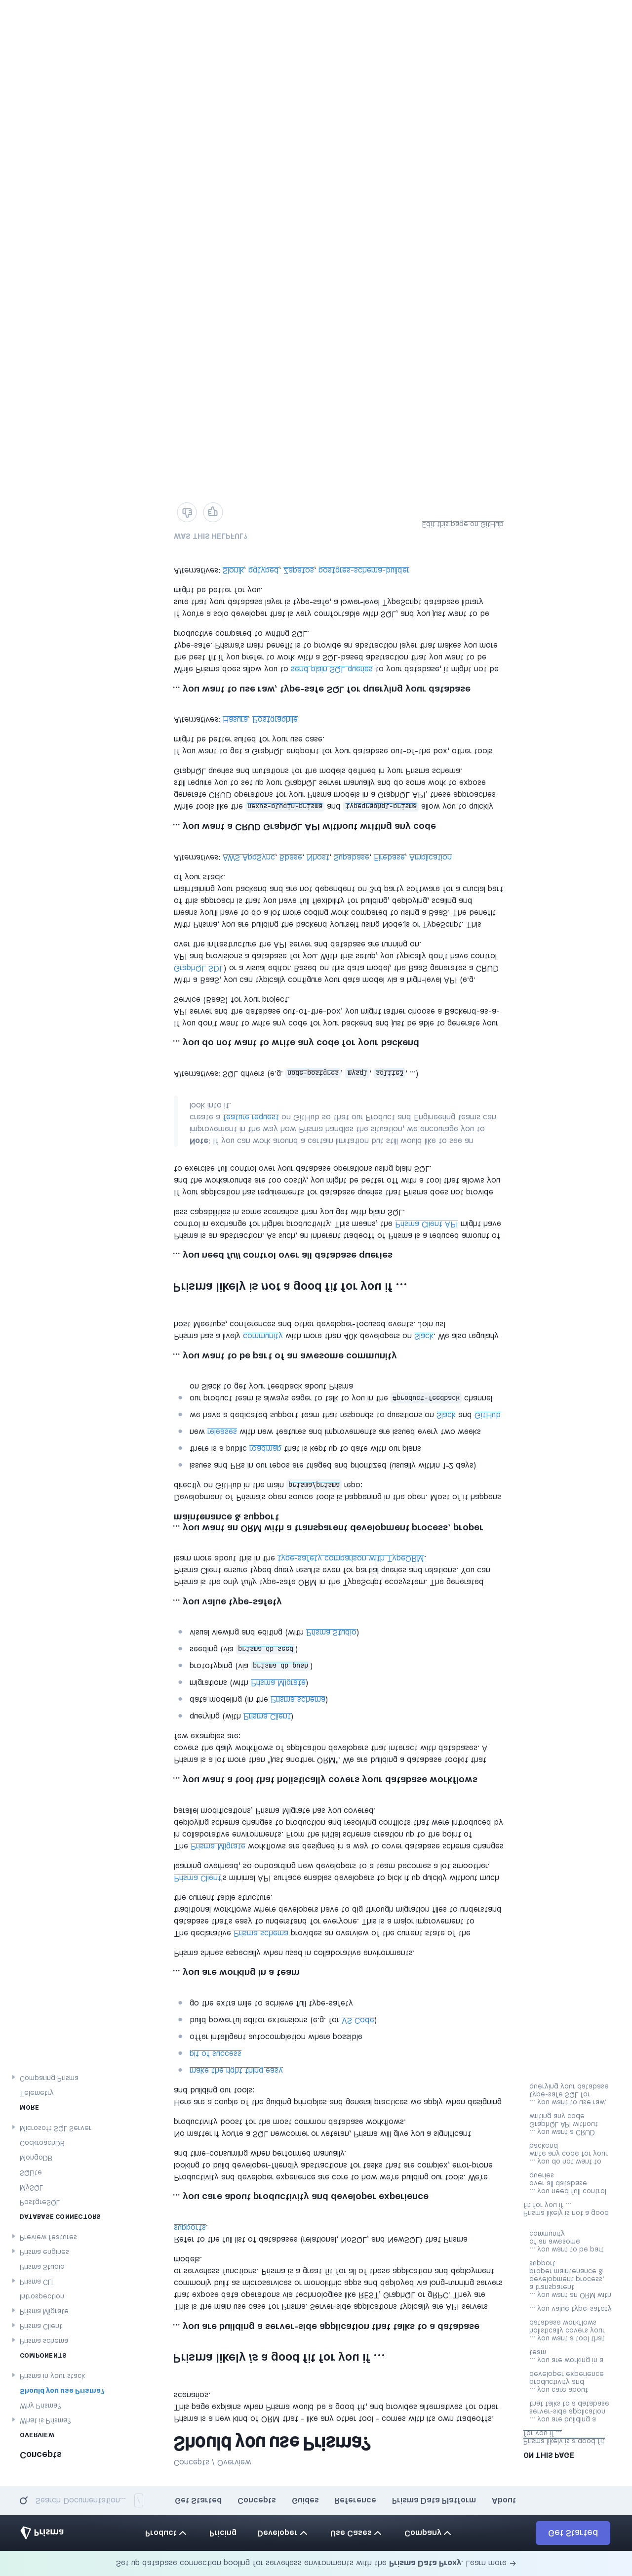 Set up database connection pooling for serverless environments with the Prisma Data Proxy. Learn more →
Prisma
Product
Pricing
Developer
Use Cases
Company
Get Started
Search Documentation...
/
Get Started
Concepts
Guides
Reference
Prisma Data Platform
About
Concepts
OVERVIEW
What is Prisma?
Why Prisma?
Should you use Prisma?
Prisma in your stack
COMPONENTS
Prisma schema
Prisma Client
Prisma Migrate
Introspection
Prisma CLI
Prisma Studio
Prisma engines
Preview features
DATABASE CONNECTORS
PostgreSQL
MySQL
SQLite
MongoDB
CockroachDB
Microsoft SQL Server
MORE
Telemetry
Comparing Prisma
Concepts / Overview
Should you use Prisma?
Prisma is a new kind of ORM that - like any other tool - comes with its own tradeoffs.
This page explains when Prisma would be a good fit, and provides alternatives for other
scenarios.
Prisma likely is a good fit for you if ...
... you are building a server-side application that talks to a database
This is the main use case for Prisma. Server-side applications typically are API servers
that expose data operations via technologies like REST, GraphQL or gRPC. They are
commonly built as microservices or monolithic apps and deployed via long-running servers
or serverless functions. Prisma is a great fit for all of these application and deployment
models.
Refer to the full list of databases (relational, NoSQL, and NewSQL) that Prisma
supports.
... you care about productivity and developer experience
Productivity and developer experience are core to how we're building our tools. We're
looking to build developer-friendly abstractions for tasks that are complex, error-prone
and time-consuming when performed manually.
No matter if you're a SQL newcomer or veteran, Prisma will give you a significant
productivity boost for the most common database workflows.
Here are a couple of the guiding principles and general practices we apply when designing
and building our tools:
make the right thing easy
pit of success
offer intelligent autocompletion where possible
build powerful editor extensions (e.g. for VS Code)
go the extra mile to achieve full type-safety
... you are working in a team
Prisma shines especially when used in collaborative environments.
The declarative Prisma schema provides an overview of the current state of the
database that's easy to understand for everyone. This is a major improvement to
traditional workflows where developers have to dig through migration files to understand
the current table structure.
Prisma Client's minimal API surface enables developers to pick it up quickly without much
learning overhead, so onboarding new developers to a team becomes a lot smoother.
The Prisma Migrate workflows are designed in a way to cover database schema changes
in collaborative environments. From the initial schema creation up to the point of
deploying schema changes to production and resolving conflicts that were introduced by
parallel modifications, Prisma Migrate has you covered.
... you want a tool that holistically covers your database workflows
Prisma is a lot more than "just another ORM". We are building a database toolkit that
covers the daily workflows of application developers that interact with databases. A
few examples are:
querying (with Prisma Client)
data modeling (in the Prisma schema)
migrations (with Prisma Migrate)
prototyping (via prisma db push)
seeding (via prisma db seed)
visual viewing and editing (with Prisma Studio)
... you value type-safety
Prisma is the only fully type-safe ORM in the TypeScript ecosystem. The generated
Prisma Client ensure typed query results even for partial queries and relations. You can
learn more about this in the type-safety comparison with TypeORM.
... you want an ORM with a transparent development process, proper
maintenance & support
Development of Prisma's open source tools is happening in the open. Most of it happens
directly on GitHub in the main prisma/prisma repo:
issues and PRs in our repos are triaged and prioritized (usually within 1-2 days)
there is a public roadmap that is kept up to date with our plans
new releases with new features and improvements are issued every two weeks
we have a dedicated support team that responds to questions on Slack and GitHub
our product team is always eager to talk to you in the #product-feedback channel
on Slack to get your feedback about Prisma
... you want to be part of an awesome community
Prisma has a lively community with more than 40k developers on Slack. We also regularly
host Meetups, conferences and other developer-focused events. Join us!
Prisma likely is not a good fit for you if ...
... you need full control over all database queries
Prisma is an abstraction. As such, an inherent tradeoff of Prisma is a reduced amount of
control in exchange for higher productivity. This means, the Prisma Client API might have
less capabilities in some scenarios than you get with plain SQL.
If your application has requirements for database queries that Prisma does not provide
and the workarounds are too costly, you might be better off with a tool that allows you
to exercise full control over your database operations using plain SQL.
Note: If you can work around a certain limitation but still would like to see an
improvement in the way how Prisma handles the situation, we encourage you to
create a feature request on GitHub so that our Product and Engineering teams can
look into it.
Alternatives: SQL drivers (e.g. node-postgres, mysql, sqlite3, ...)
... you do not want to write any code for your backend
If you don't want to write any code for your backend and just be able to generate your
API server and the database out-of-the-box, you might rather choose a Backend-as-a-
Service (BaaS) for your project.
With a BaaS, you can typically configure your data model via a high-level API (e.g.
GraphQL SDL) or a visual editor. Based on this data model, the BaaS generates a CRUD
API and provisions a database for you. With this setup, you typically don't have control
over the infrastructure the API server and database are running on.
With Prisma, you are building the backend yourself using Node.js or TypeScript. This
means you'll have to do a lot more coding work compared to using a BaaS. The benefit
of this approach is that you have full flexibility for building, deploying, scaling and
maintaining your backend and are not dependent on 3rd party software for a crucial part
of your stack.
Alternatives: AWS AppSync, 8base, Nhost, Supabase, Firebase, Amplication
... you want a CRUD GraphQL API without writing any code
While tools like the nexus-plugin-prisma and typegraphql-prisma allow you to quickly
generate CRUD operations for your Prisma models in a GraphQL API, these approaches
still require you to set up your GraphQL server manually and do some work to expose
GraphQL queries and mutations for the models defined in your Prisma schema.
If you want to get a GraphQL endpoint for your database out-of-the box, other tools
might be better suited for your use case.
Alternatives: Hasura, Postgraphile
... you want to use raw, type-safe SQL for querying your database
While Prisma does allow you to send plain SQL queries to your database, it might not be
the best fit if you prefer to work with a SQL-based abstraction that you want to be
type-safe. Prisma's main benefit is to provide an abstraction layer that makes you more
productive compared to writing SQL.
If you're a solo developer that is very comfortable with SQL, and you just want to be
sure that your database layer is type-safe, a lower-level TypeScript database library
might be better for you.
Alternatives: Slonik, pgtyped, Zapatos, postgres-schema-builder
WAS THIS HELPFUL?
Edit this page on GitHub
ON THIS PAGE
Prisma likely is a good fit
for you if ...
... you are building a
server-side application
that talks to a database
... you care about
productivity and
developer experience
... you are working in a
team
... you want a tool that
holistically covers your
database workflows
... you value type-safety
... you want an ORM with
a transparent
development process,
proper maintenance &
support
... you want to be part
of an awesome
community
Prisma likely is not a good
fit for you if ...
... you need full control
over all database
queries
... you do not want to
write any code for your
backend
... you want a CRUD
GraphQL API without
writing any code
... you want to use raw,
type-safe SQL for
querying your database